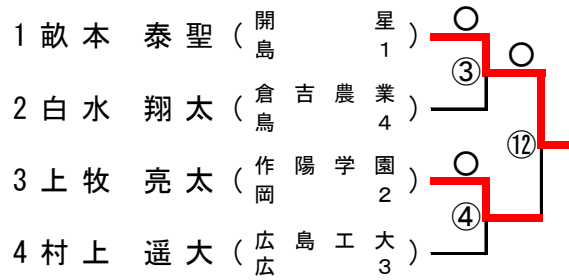 1 畝本 泰聖 (開星 島1) ○
③ ○
2 白水 翔太 (倉吉農業 鳥4)
⑫
3 上牧 亮太 (作陽学園 岡2) ○
④
4 村上 遥大 (広島工大 広3)